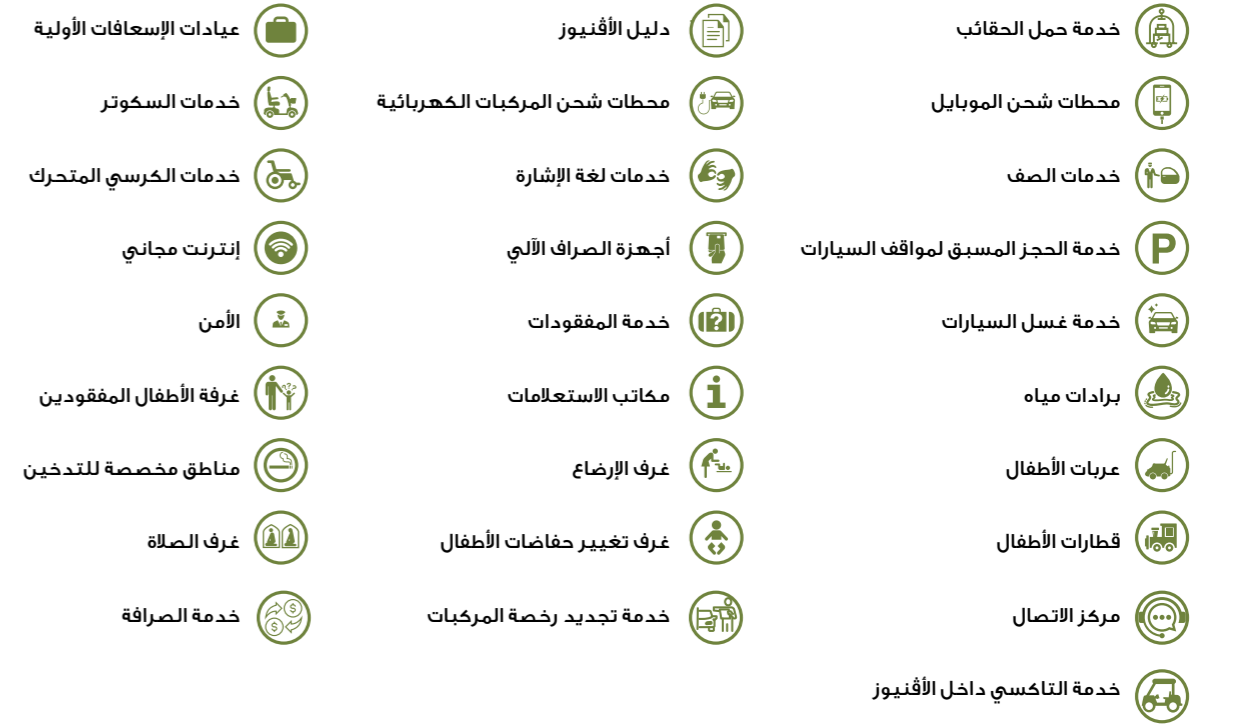 خدمة حمل الحقائب
دليل الأڤنيوز
عيادات الإسعافات الأولية
محطات شحن الموبايل
محطات شحن المركبات الكهربائية
خدمات السكوتر
خدمات الصف
خدمات لغة الإشارة
خدمات الكرسي المتحرك
P
خدمة الحجز المسبق لمواقف السيارات
أجهزة الصراف الآلي
إنترنت مجاني
خدمة غسل السيارات
خدمة المفقودات
الأمن
برادات مياه
مكاتب الاستعلامات
غرفة الأطفال المفقودين
عربات الأطفال
غرف الإرضاع
مناطق مخصصة للتدخين
قطارات الأطفال
غرف تغيير حفاضات الأطفال
غرف الصلاة
مركز الاتصال
خدمة تجديد رخصة المركبات
خدمة الصرافة
خدمة التاكسي داخل الأڤنيوز